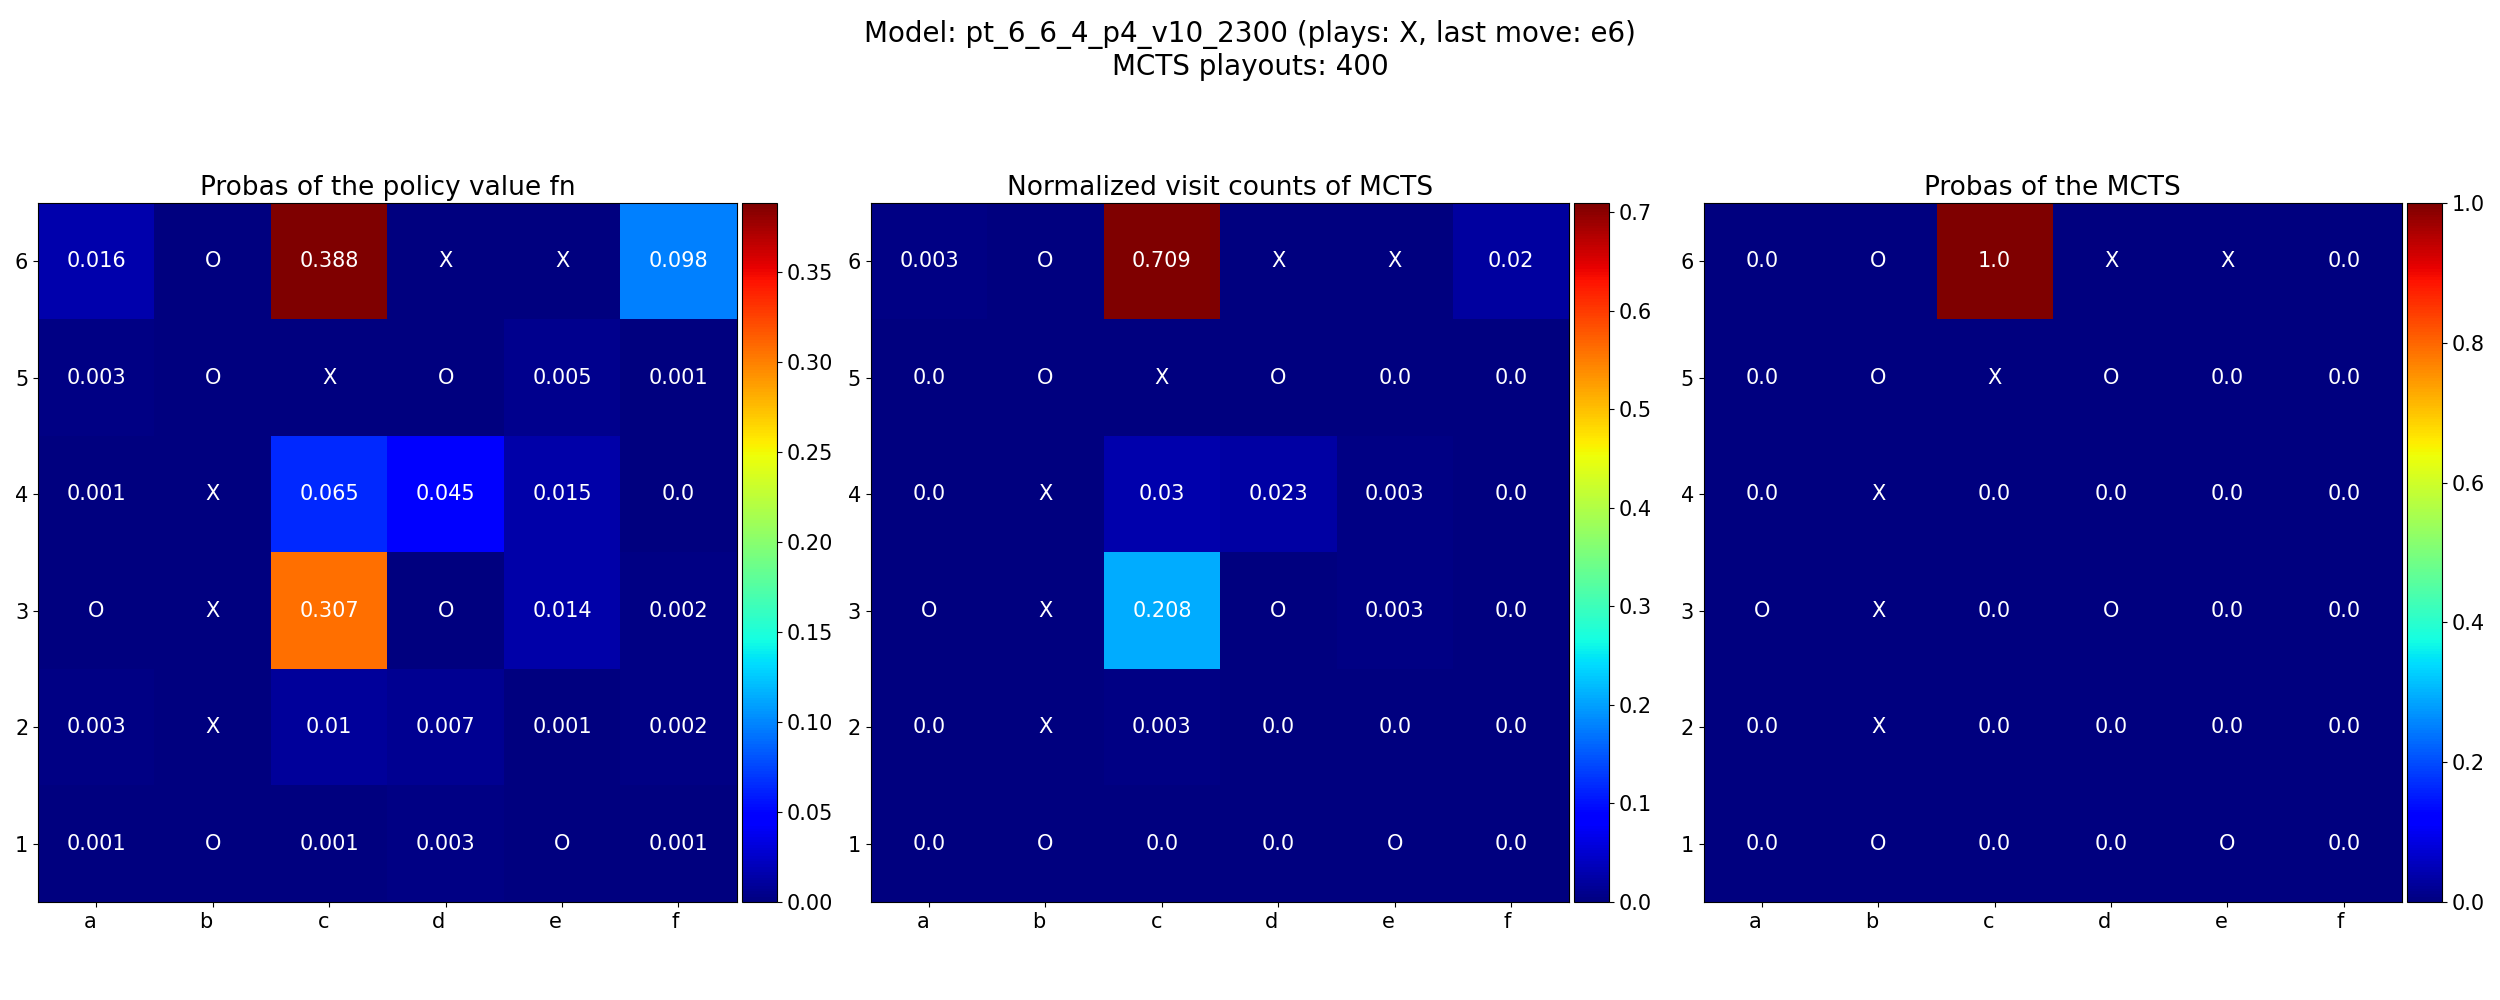 Model: pt_6_6_4_p4_v10_2300 (plays: X, last move: e6)
MCTS playouts: 400
Probas of the policy value fn
6 0.016 O 0.388 X X 0.098
5 0.003 O X O 0.005 0.001
4 0.001 X 0.065 0.045 0.015 0.0
3 O X 0.307 O 0.014 0.002
2 0.003 X 0.01 0.007 0.001 0.002
1 0.001 O 0.001 0.003 O 0.001
a b c d e f
0.35
0.30
0.25
0.20
0.15
0.10
0.05
0.00
Normalized visit counts of MCTS
6 0.003 O 0.709 X X 0.02
5 0.0 O X O 0.0 0.0
4 0.0 X 0.03 0.023 0.003 0.0
3 O X 0.208 O 0.003 0.0
2 0.0 X 0.003 0.0 0.0 0.0
1 0.0 O 0.0 0.0 O 0.0
a b c d e f
0.7
0.6
0.5
0.4
0.3
0.2
0.1
0.0
Probas of the MCTS
6 0.0 O 1.0 X X 0.0
5 0.0 O X O 0.0 0.0
4 0.0 X 0.0 0.0 0.0 0.0
3 O X 0.0 O 0.0 0.0
2 0.0 X 0.0 0.0 0.0 0.0
1 0.0 O 0.0 0.0 O 0.0
a b c d e f
1.0
0.8
0.6
0.4
0.2
0.0